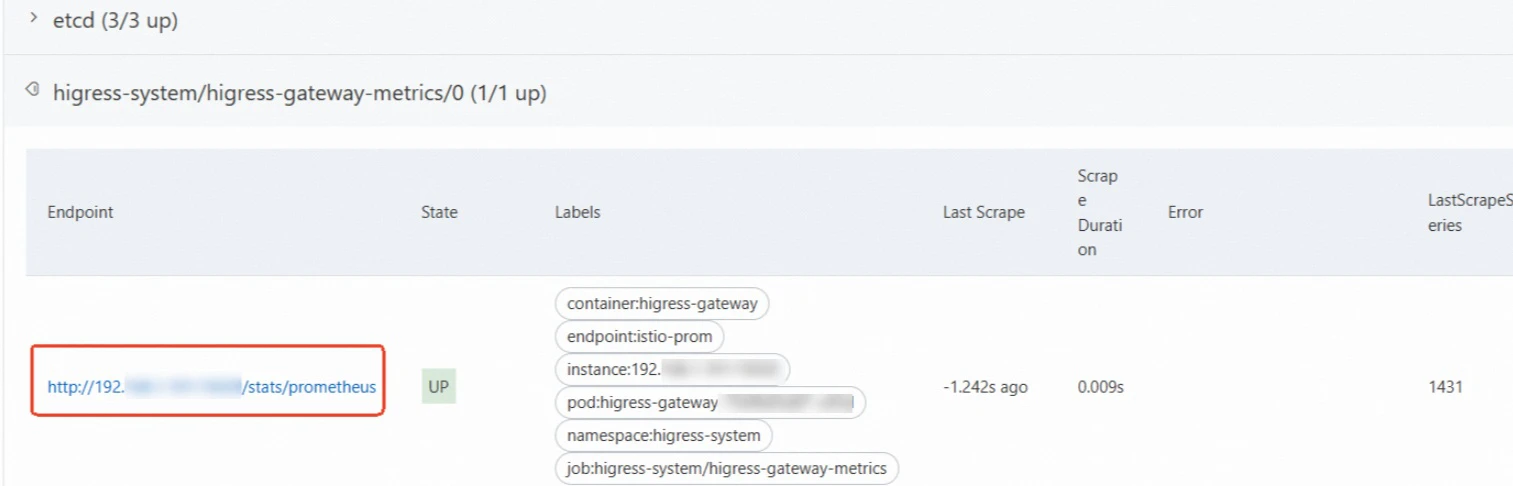 etcd (3/3 up)
higress-system/higress-gateway-metrics/0 (1/1 up)
Endpoint State Labels Last Scrape Scrap e Durati on Error LastScrapeS eries
container:higress-gateway
endpoint:istio-prom
instance:192.
http://192. /stats/prometheus UP -1.242s ago 0.009s 1431
pod:higress-gateway
namespace:higress-system
job:higress-system/higress-gateway-metrics